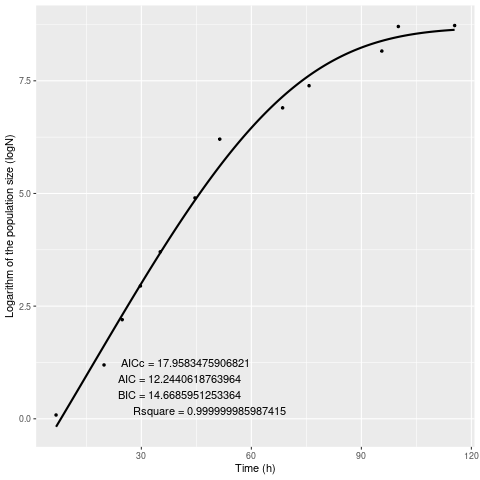 Logarithm of the population size (logN)
7.5
5.0
2.5
0.0
AICc = 17.9583475906821
AIC = 12.2440618763964
BIC = 14.6685951253364
Rsquare = 0.999999985987415
30
60
90
120
Time (h)